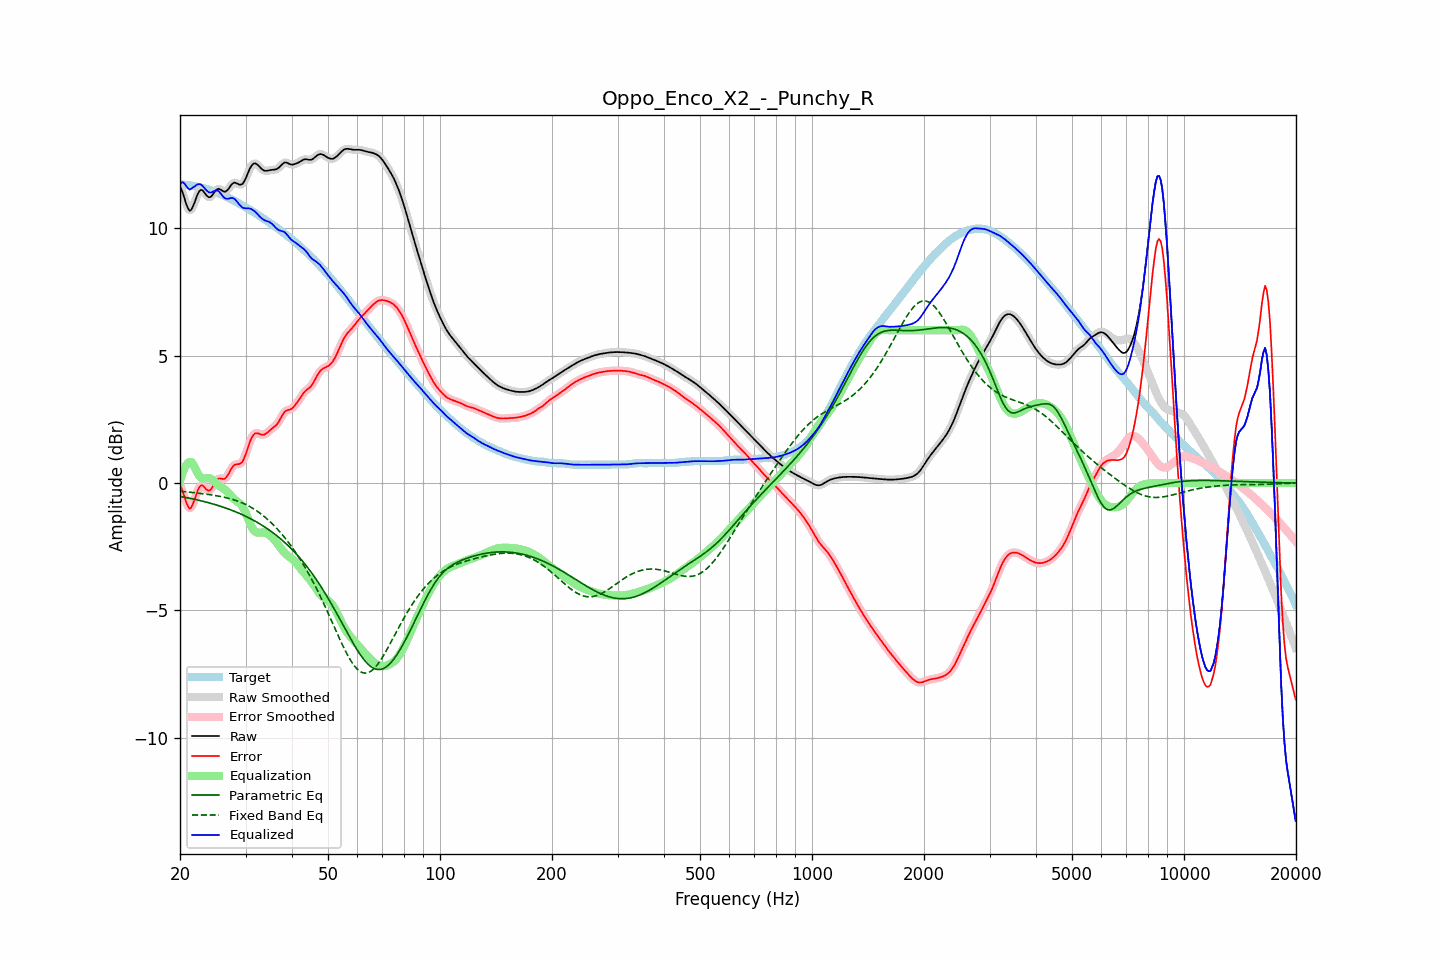 Oppo_Enco_X2_-_Punchy_R
Amplitude (dBr)
10
5
0
−5
−10
Target
Raw Smoothed
Error Smoothed
Raw
Error
Equalization
Parametric Eq
Fixed Band Eq
Equalized
20 50 100 200 500 1000 2000 5000 10000 20000
Frequency (Hz)